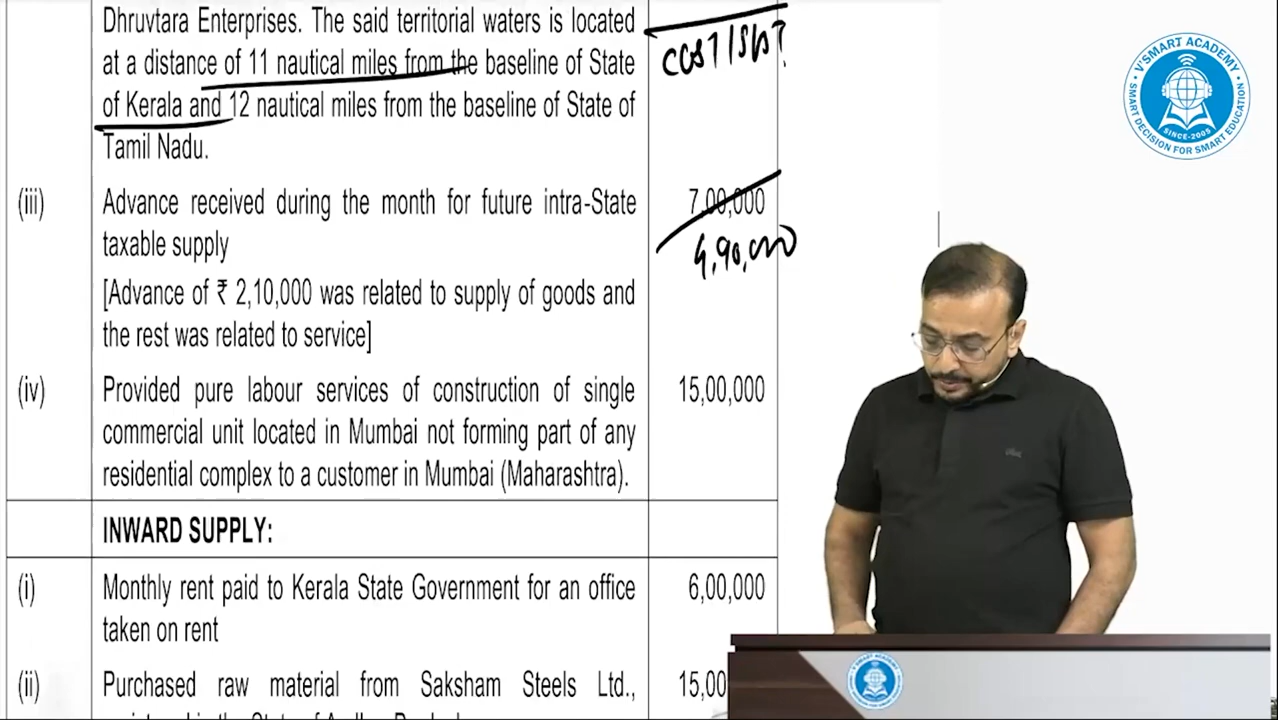 Dhruvtara Enterprises. The said territorial waters is located
at a distance of 11 nautical miles from the baseline of State
of Kerala and 12 nautical miles from the baseline of State of
Tamil Nadu.
(iii) Advance received during the month for future intra-State 7,00,000
taxable supply
4,90,000
[Advance of ₹ 2,10,000 was related to supply of goods and
the rest was related to service]
(iv) Provided pure labour services of construction of single 15,00,000
commercial unit located in Mumbai not forming part of any
residential complex to a customer in Mumbai (Maharashtra).
INWARD SUPPLY:
(i) Monthly rent paid to Kerala State Government for an office 6,00,000
taken on rent
(ii) Purchased raw material from Saksham Steels Ltd., 15,00
V'SMART ACADEMY
SMART DECISION FOR SMART EDUCATION
SINCE-2005
V'SMART ACADEMY